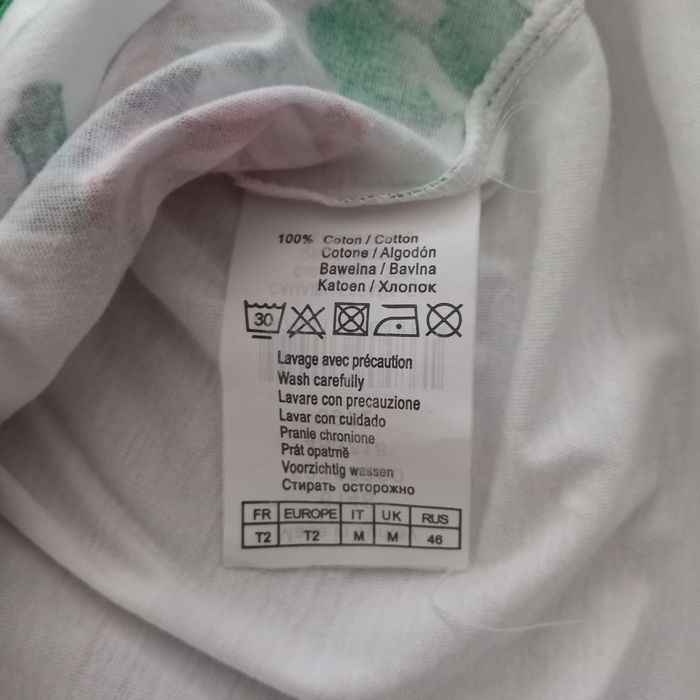 100% Coton / Cotton
Cotone / Algodón
Bawełna / Bavlna
Katoen / Хлопок
30
Lavage avec précaution
Wash carefully
Lavare con precauzione
Lavar con cuidado
Pranie chronione
Prát opatrně
Voorzichtig wassen
Стирать осторожно
FR EUROPE IT UK RUS
T2 T2 M M 46